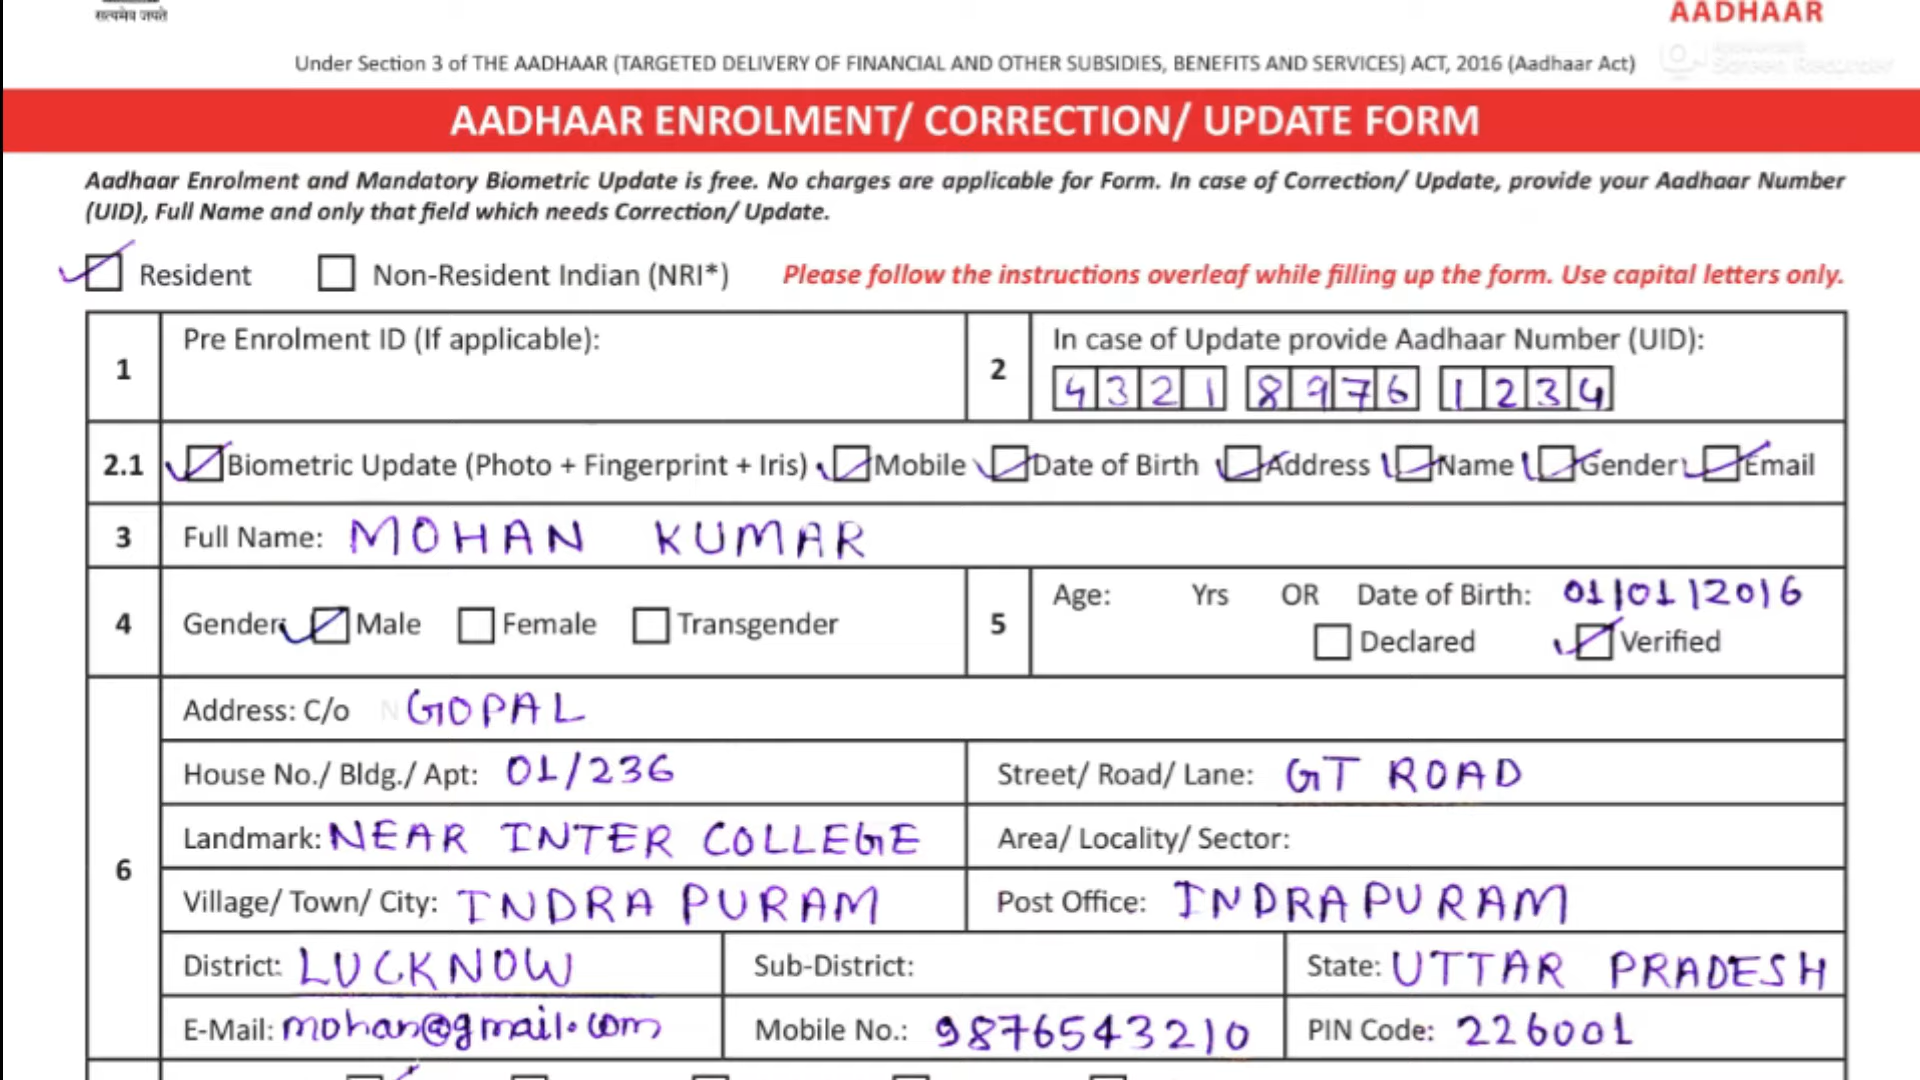 सत्यमेव जयते
AADHAAR
Under Section 3 of THE AADHAAR (TARGETED DELIVERY OF FINANCIAL AND OTHER SUBSIDIES, BENEFITS AND SERVICES) ACT, 2016 (Aadhaar Act)
Screen Recorder
AADHAAR ENROLMENT/ CORRECTION/ UPDATE FORM
Aadhaar Enrolment and Mandatory Biometric Update is free. No charges are applicable for Form. In case of Correction/ Update, provide your Aadhaar Number
(UID), Full Name and only that field which needs Correction/ Update.
Resident Non-Resident Indian (NRI*) Please follow the instructions overleaf while filling up the form. Use capital letters only.
1 Pre Enrolment ID (If applicable):
2 In case of Update provide Aadhaar Number (UID):
4321 8976 1234
2.1 Biometric Update (Photo + Fingerprint + Iris) Mobile Date of Birth Address Name Gender Email
3 Full Name: MOHAN KUMAR
4 Gender: Male Female Transgender
5 Age: Yrs OR Date of Birth: 01|01|2016
Declared Verified
6 Address: C/o GOPAL
House No./ Bldg./ Apt: 01/236 Street/ Road/ Lane: GT ROAD
Landmark: NEAR INTER COLLEGE Area/ Locality/ Sector:
Village/ Town/ City: INDRA PURAM Post Office: INDRAPURAM
District: LUCKNOW Sub-District: State: UTTAR PRADESH
E-Mail: mohan@gmail.com Mobile No.: 9876543210 PIN Code: 226001